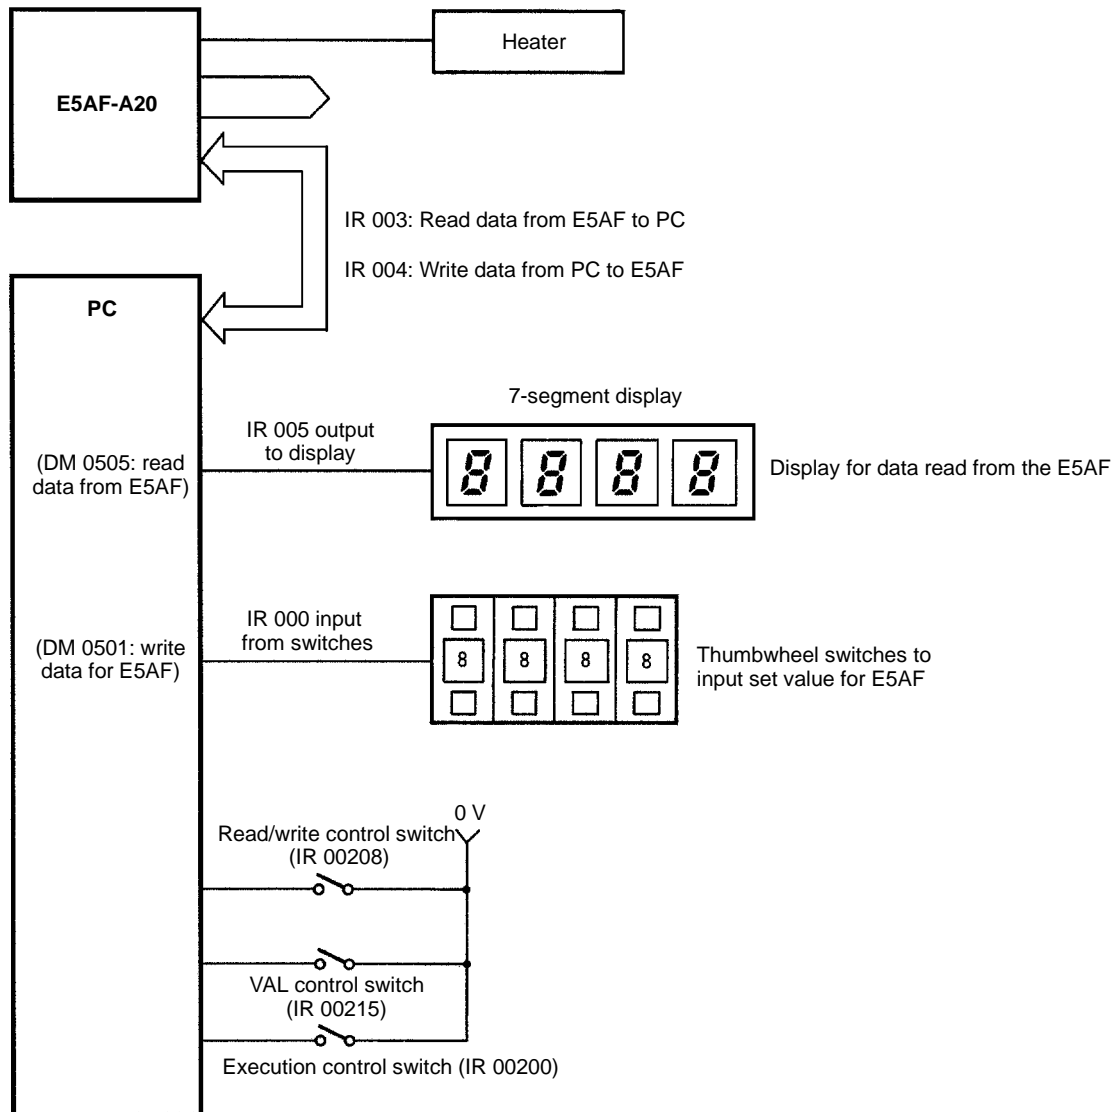 Heater
E5AF-A20
IR 003: Read data from E5AF to PC
IR 004: Write data from PC to E5AF
PC
7-segment display
IR 005 output
to display
(DM 0505: read
data from E5AF)
8 8 8 8
Display for data read from the E5AF
IR 000 input
from switches
(DM 0501: write
data for E5AF)
8 8 8 8
Thumbwheel switches to
input set value for E5AF
0 V
Read/write control switch
(IR 00208)
VAL control switch
(IR 00215)
Execution control switch (IR 00200)